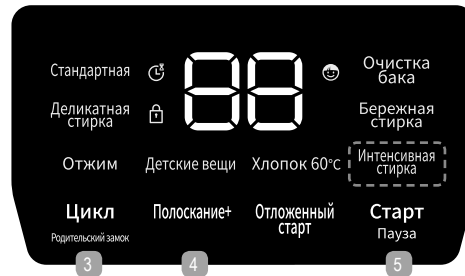 Стандартная
88
Очистка
бака
Деликатная
стирка
Бережная
стирка
Отжим
Детские вещи
Хлопок 60°C
Интенсивная
стирка
Цикл
Родительский замок
Полоскание+
Отложенный
старт
Старт
Пауза
3
4
5